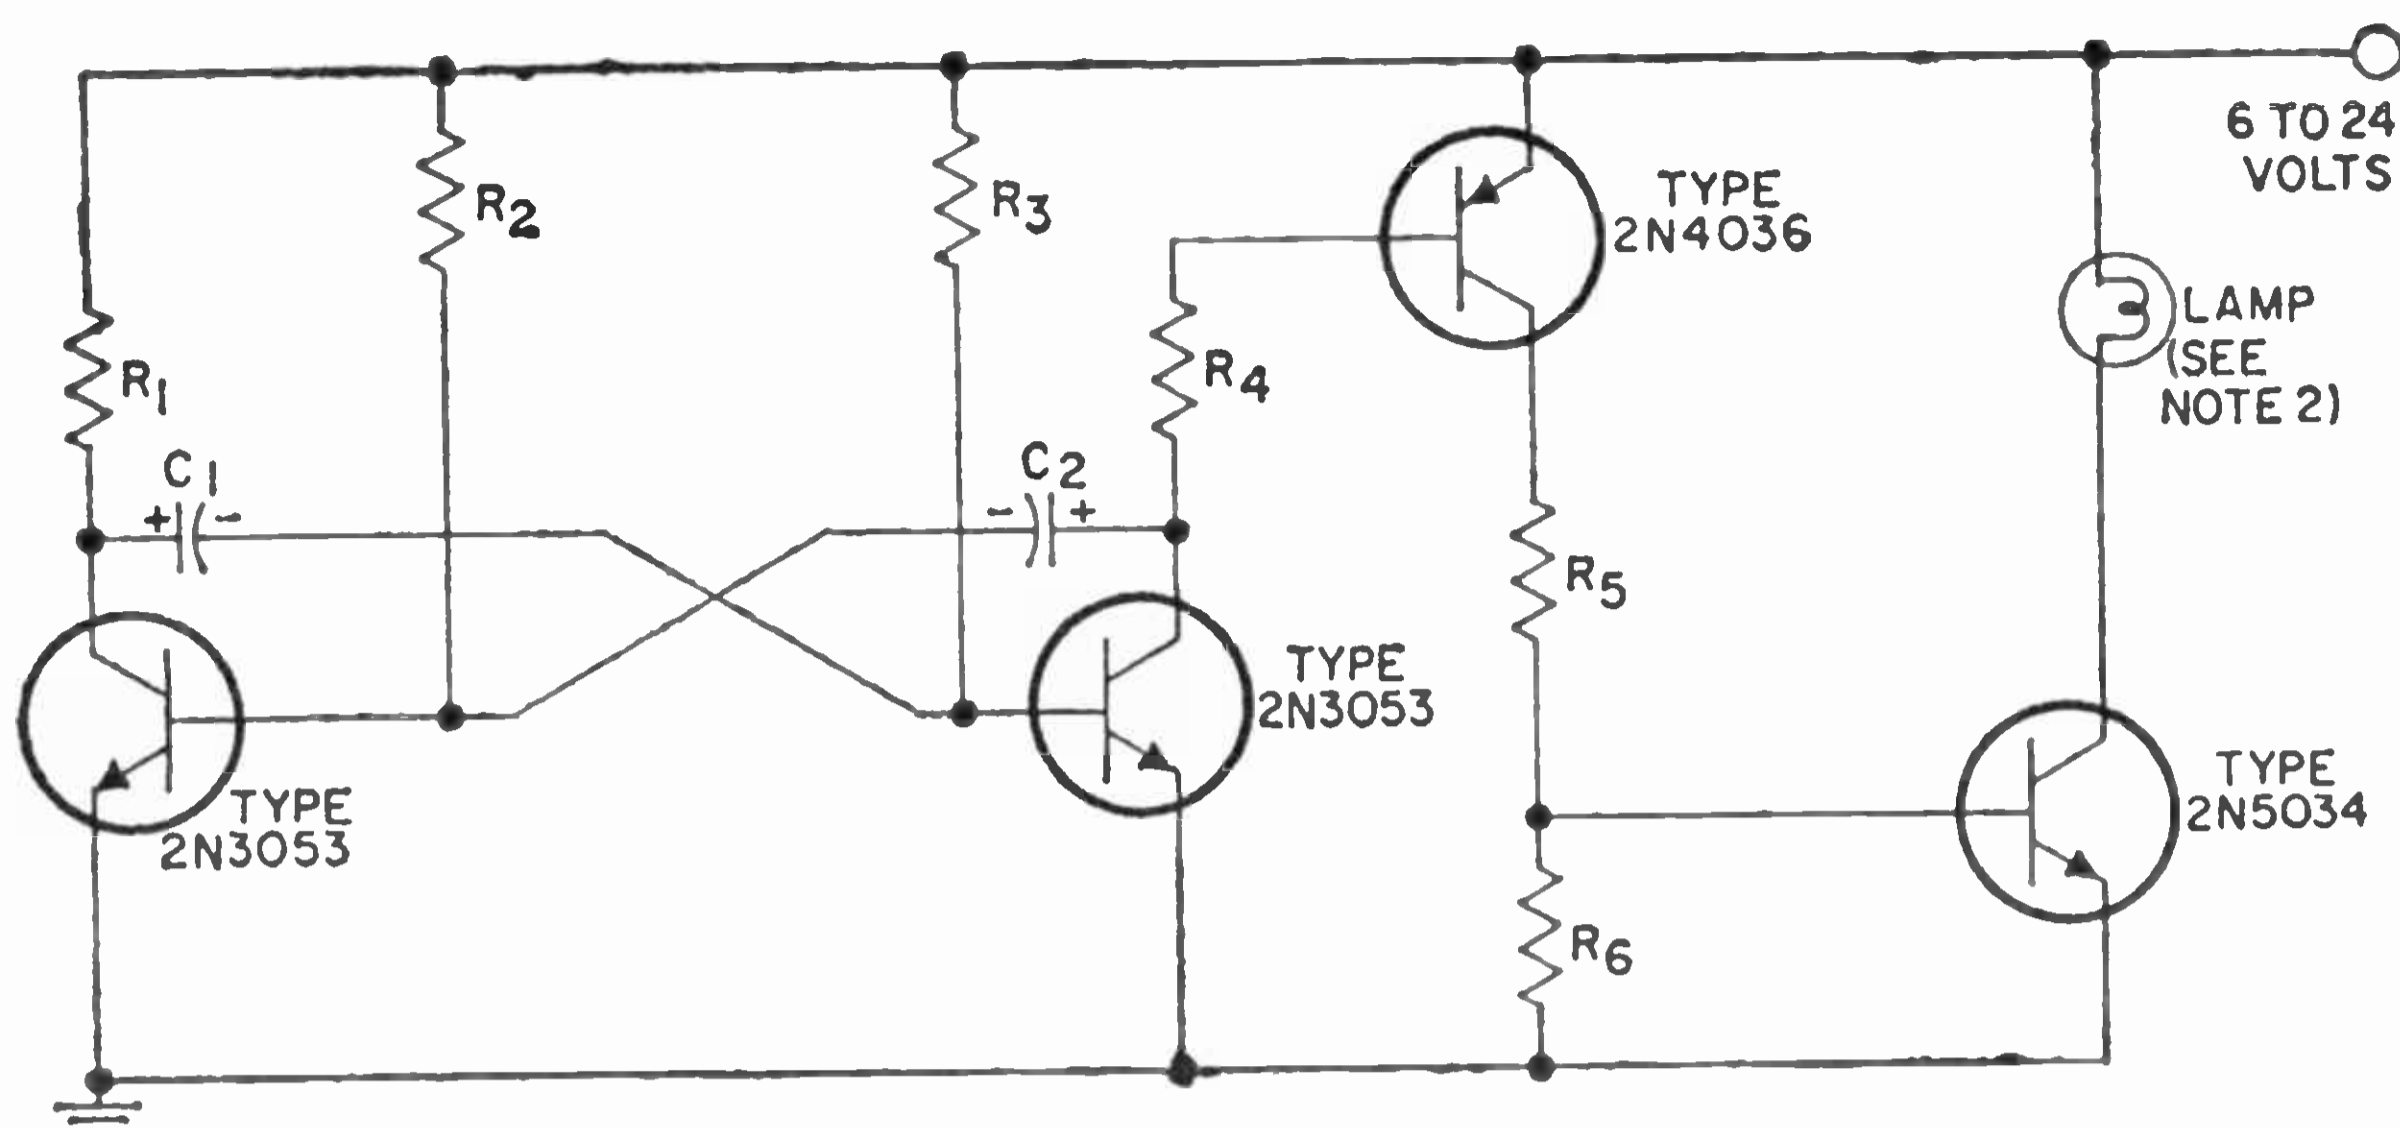 6 TO 24
VOLTS
R2
R3
TYPE
2N4036
R1
R4
LAMP
(SEE
NOTE 2)
C1
+ -
C2
- +
R5
TYPE
2N3053
TYPE
2N3053
TYPE
2N5034
R6